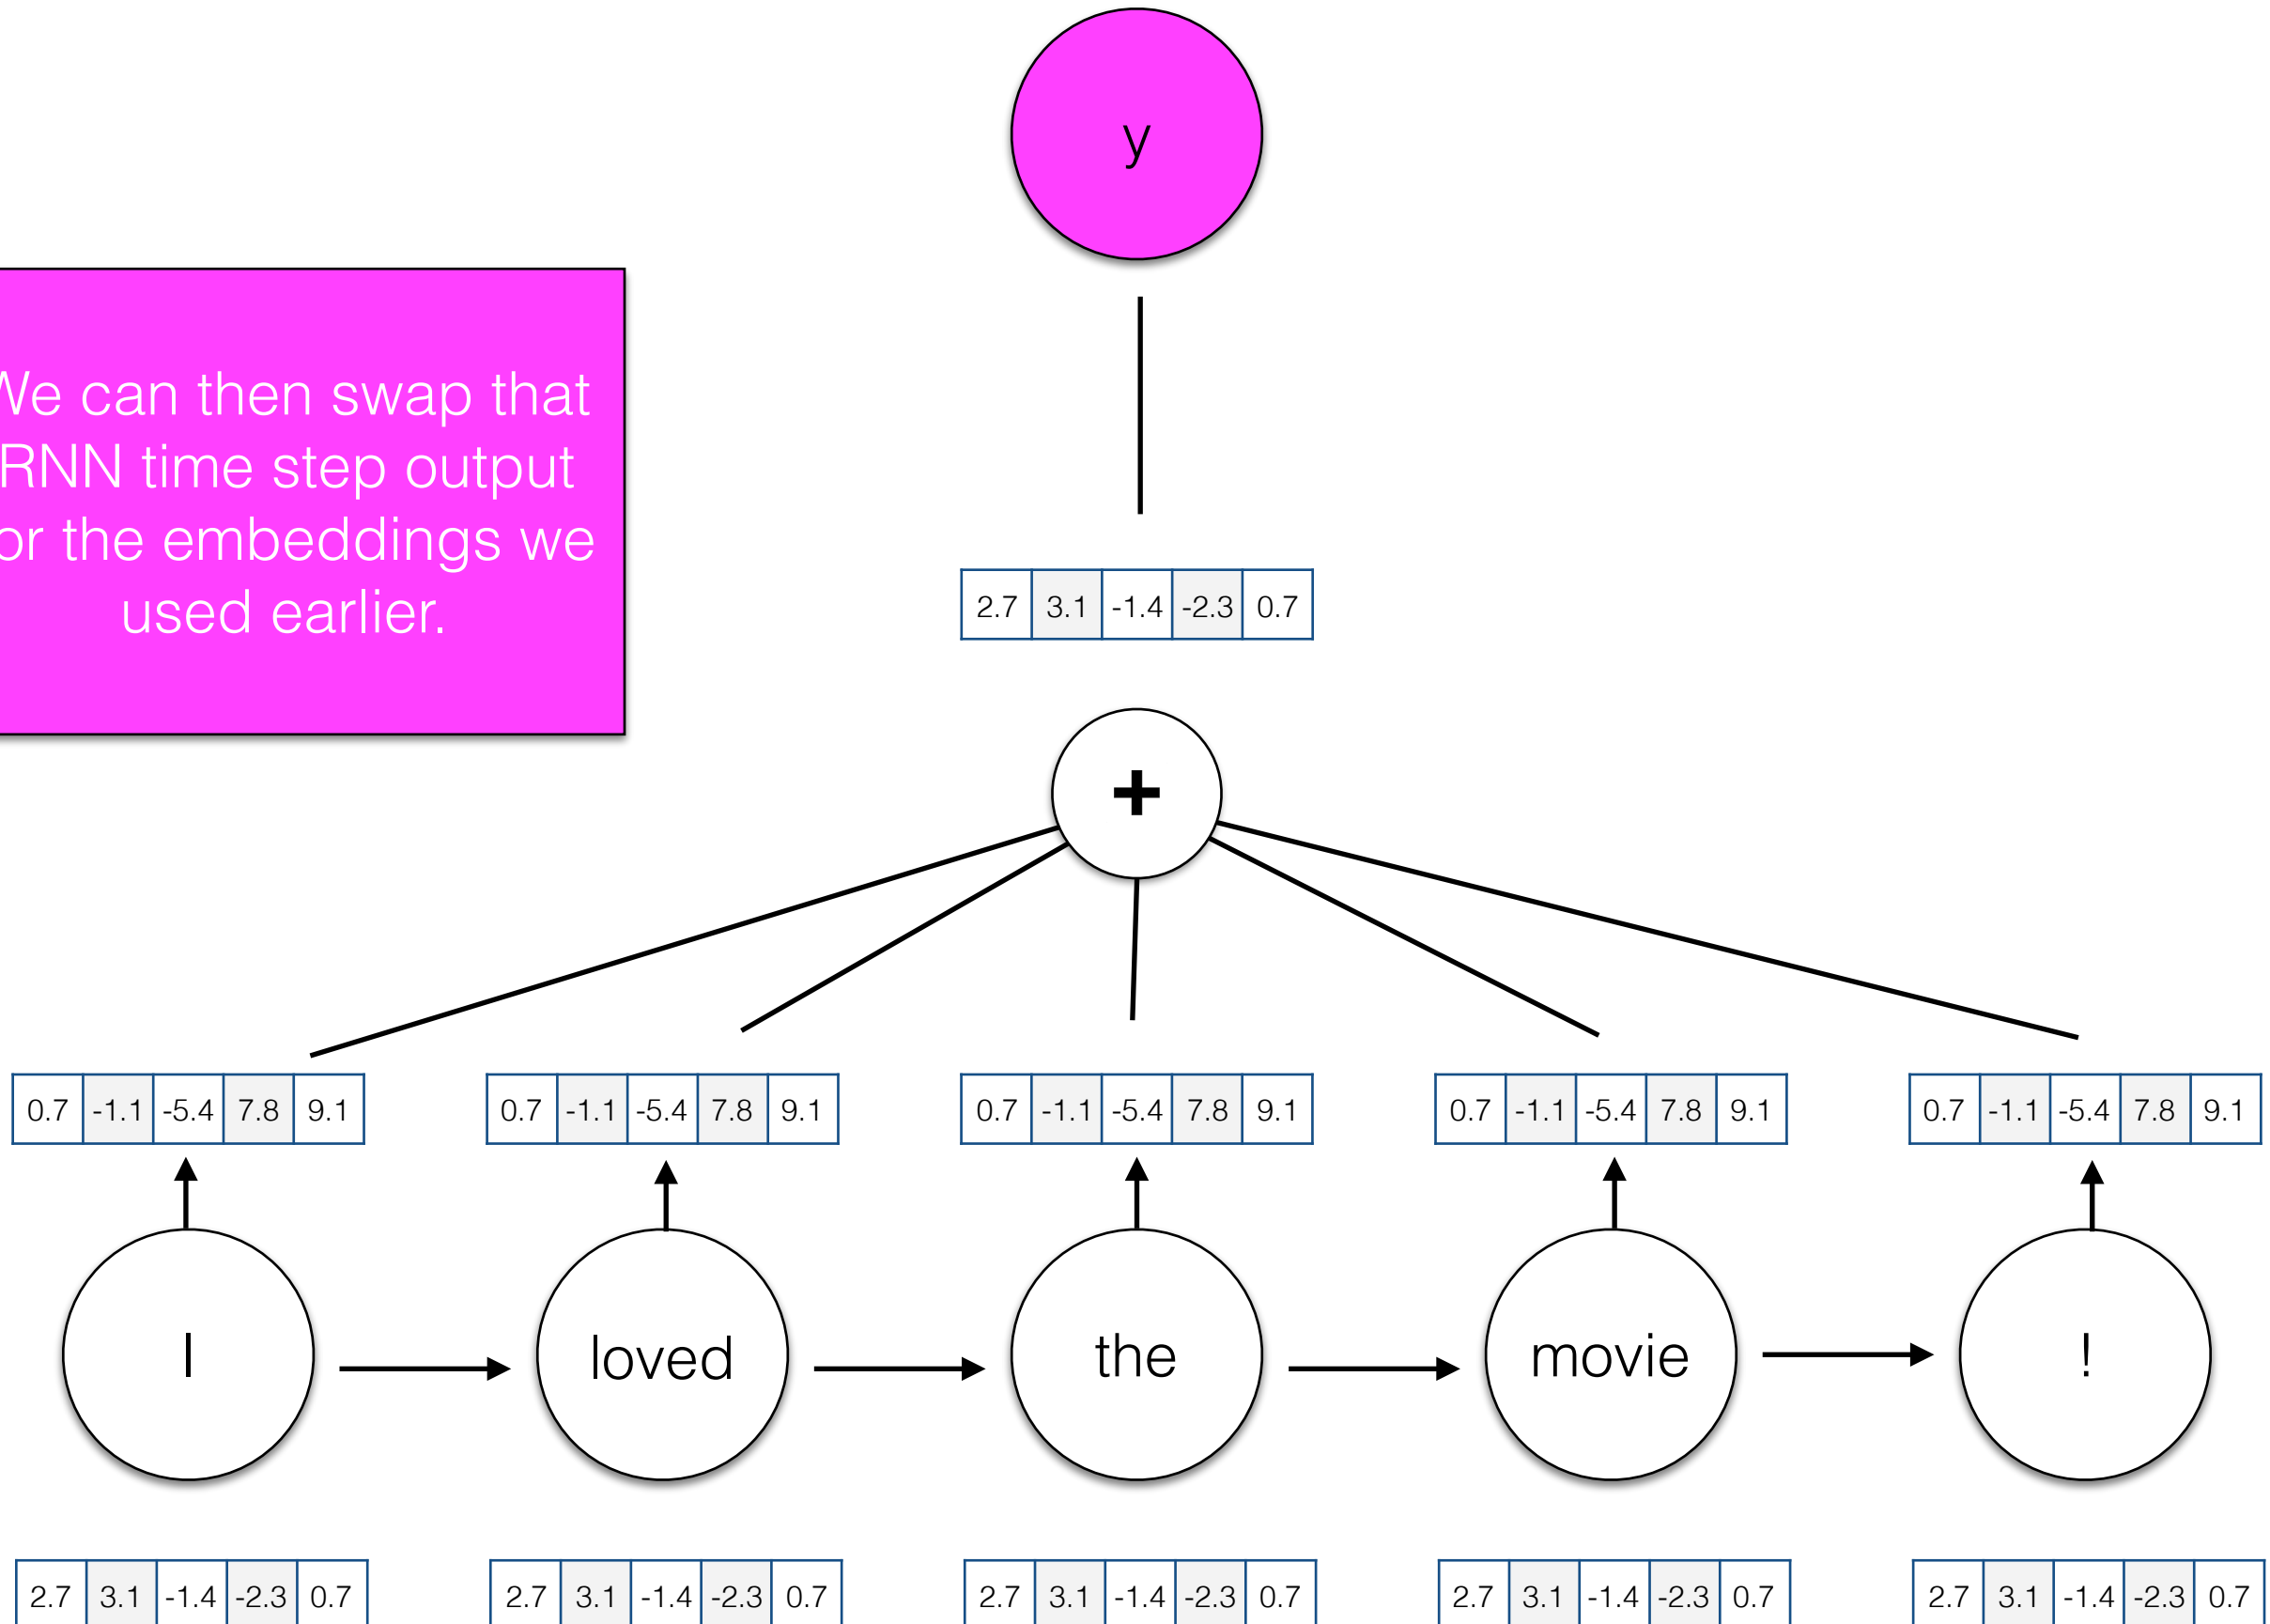 y
We can then swap that
RNN time step output
or the embeddings we
used earlier.
2.7 3.1 -1.4 -2.3 0.7
+
0.7 -1.1 -5.4 7.8 9.1 0.7 -1.1 -5.4 7.8 9.1 0.7 -1.1 -5.4 7.8 9.1 0.7 -1.1 -5.4 7.8 9.1 0.7 -1.1 -5.4 7.8 9.1
I loved the movie !
2.7 3.1 -1.4 -2.3 0.7 2.7 3.1 -1.4 -2.3 0.7 2.7 3.1 -1.4 -2.3 0.7 2.7 3.1 -1.4 -2.3 0.7 2.7 3.1 -1.4 -2.3 0.7